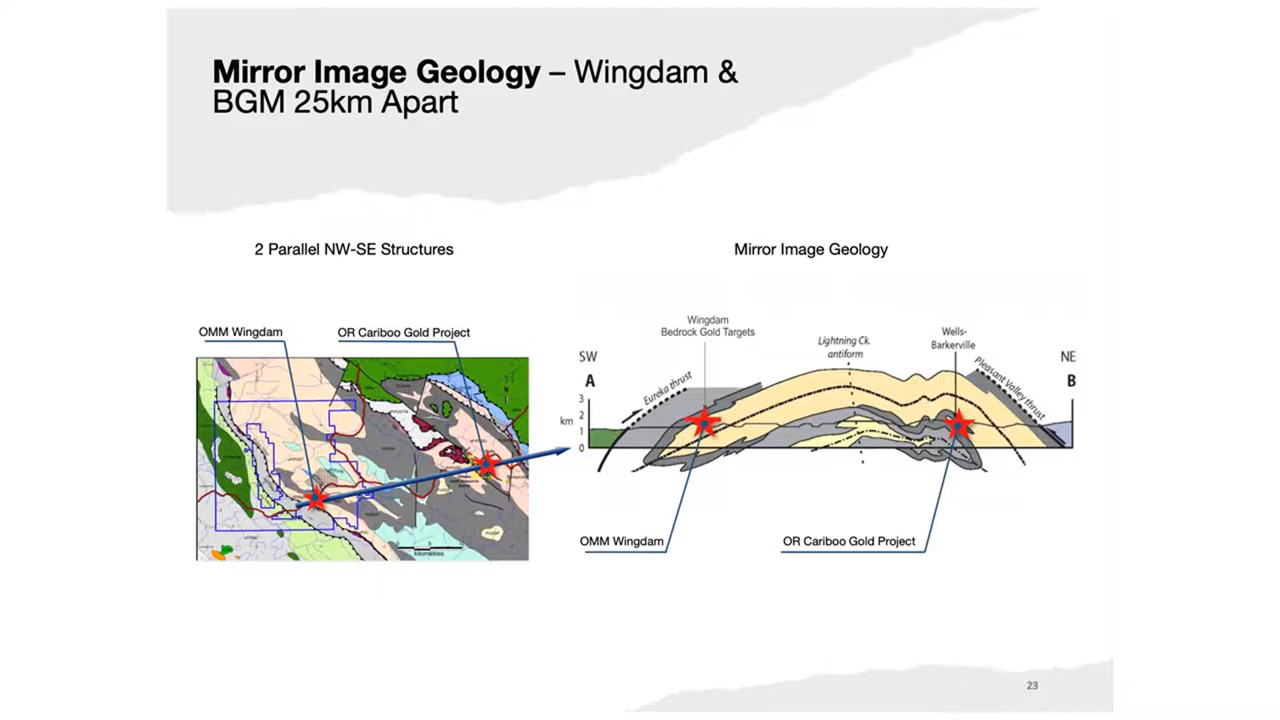 Mirror Image Geology – Wingdam &
BGM 25km Apart
2 Parallel NW-SE Structures
Mirror Image Geology
OMM Wingdam
OR Cariboo Gold Project
kilometres
Wingdam
Bedrock Gold Targets
Lightning Ck.
antiform
Wells-
Barkerville
SW
NE
A
B
Eureka thrust
Pleasant Valley thrust
3
2
km
1
0
OMM Wingdam
OR Cariboo Gold Project
23